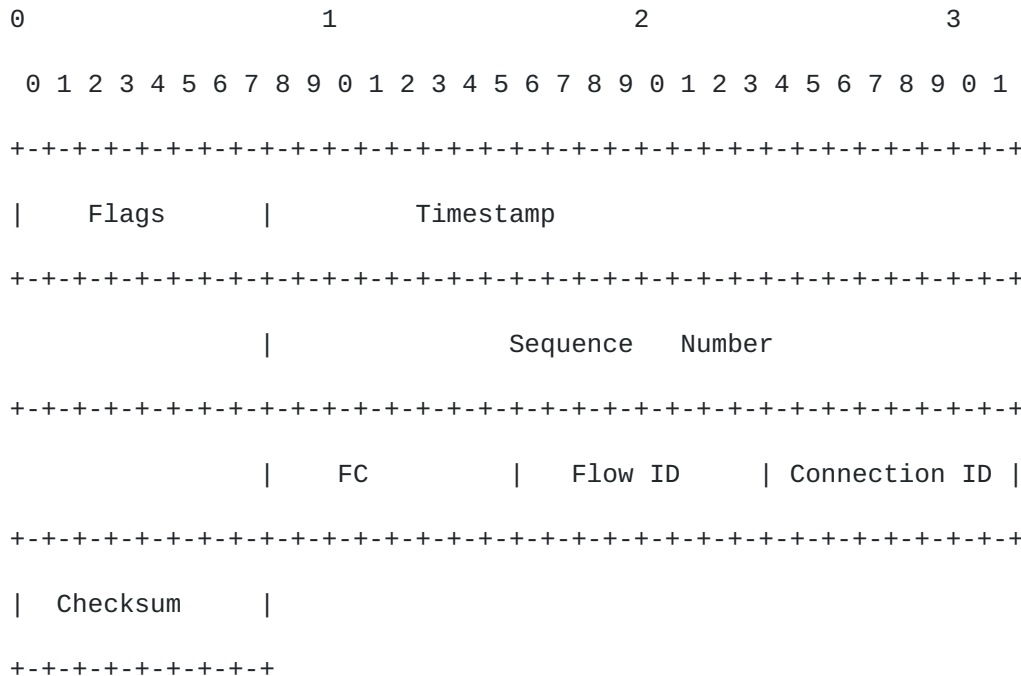 0                   1                   2                   3
 0 1 2 3 4 5 6 7 8 9 0 1 2 3 4 5 6 7 8 9 0 1 2 3 4 5 6 7 8 9 0 1
+-+-+-+-+-+-+-+-+-+-+-+-+-+-+-+-+-+-+-+-+-+-+-+-+-+-+-+-+-+-+-+-+
|    Flags      |         Timestamp
+-+-+-+-+-+-+-+-+-+-+-+-+-+-+-+-+-+-+-+-+-+-+-+-+-+-+-+-+-+-+-+-+
                |               Sequence   Number
+-+-+-+-+-+-+-+-+-+-+-+-+-+-+-+-+-+-+-+-+-+-+-+-+-+-+-+-+-+-+-+-+
                |    FC         |   Flow ID     | Connection ID |
+-+-+-+-+-+-+-+-+-+-+-+-+-+-+-+-+-+-+-+-+-+-+-+-+-+-+-+-+-+-+-+-+
|  Checksum     |
+-+-+-+-+-+-+-+-+